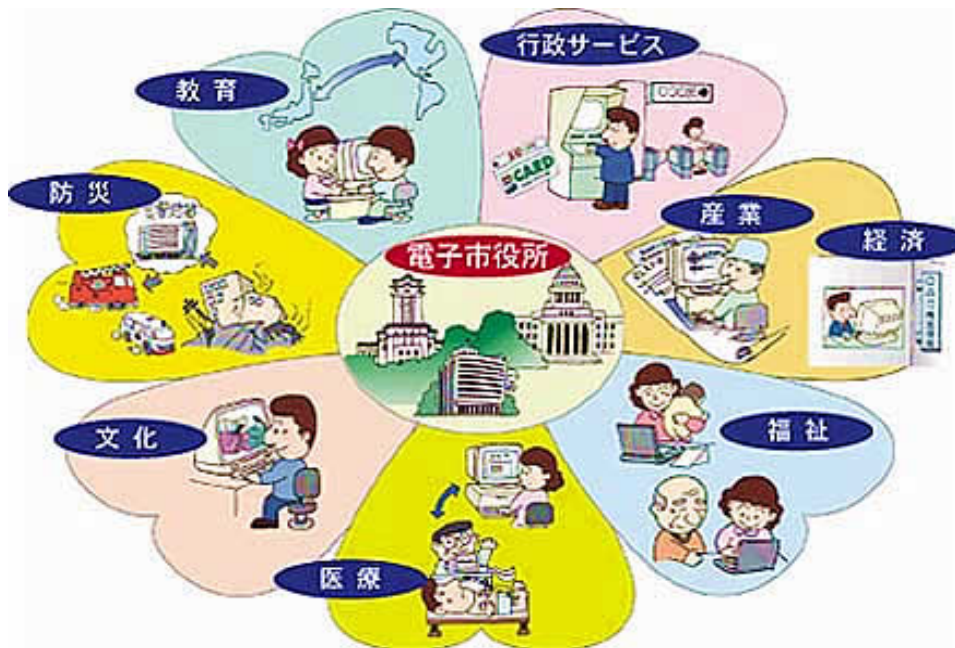 行政サービス
教育
CARD
防災
産業
経済
電子市役所
文化
福祉
医療